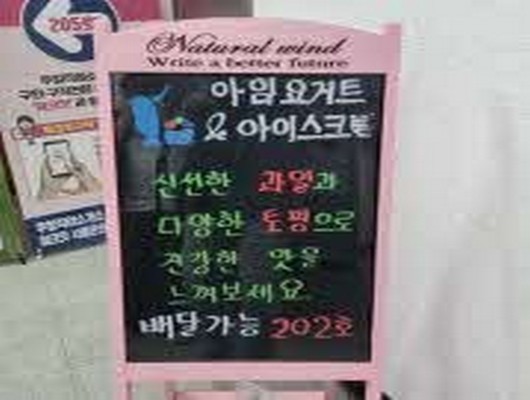 Natural wind
Write a better future
아임요거트
& 아이스크림
신선한 과일과
다양한 토핑으로
건강한 맛을
느껴보세요
배달가능 202호
2055